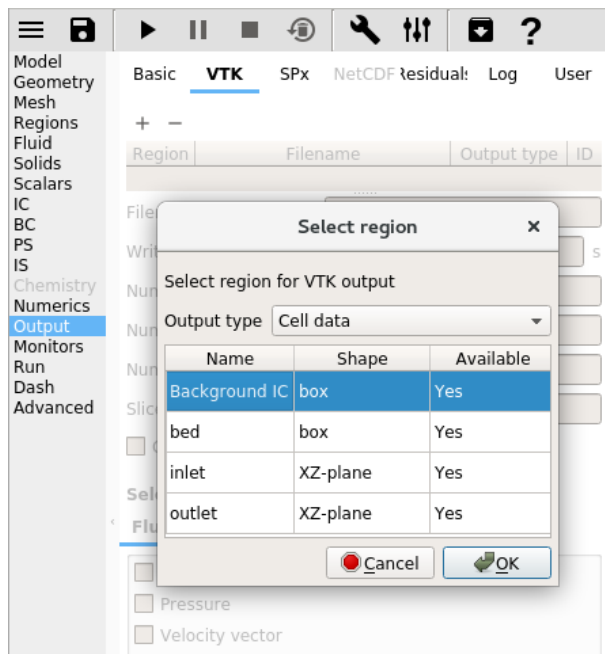 Model
Geometry
Mesh
Regions
Fluid
Solids
Scalars
IC
BC
PS
IS
Chemistry
Numerics
Output
Monitors
Run
Dash
Advanced
Basic VTK SPx NetCDF Residuals Log User
+ −
Region Filename Output type ID
Select region ×
s
Select region for VTK output
Output type Cell data
Name Shape Available
Background IC box Yes
bed box Yes
inlet XZ-plane Yes
outlet XZ-plane Yes
Cancel OK
Pressure
Velocity vector